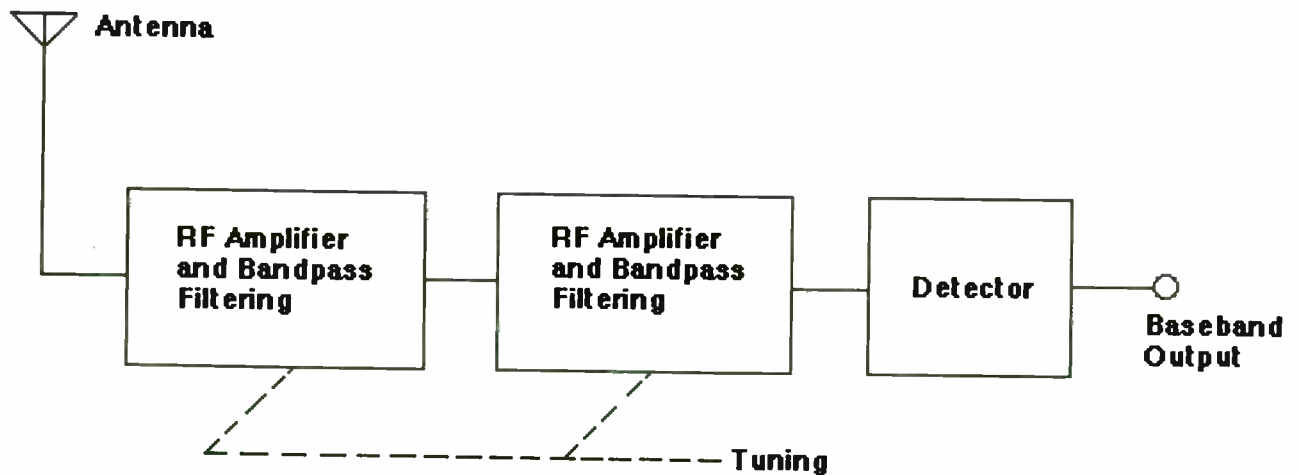 Antenna
RF Amplifier
and Bandpass
Filtering
RF Amplifier
and Bandpass
Filtering
Detector
Baseband
Output
Tuning